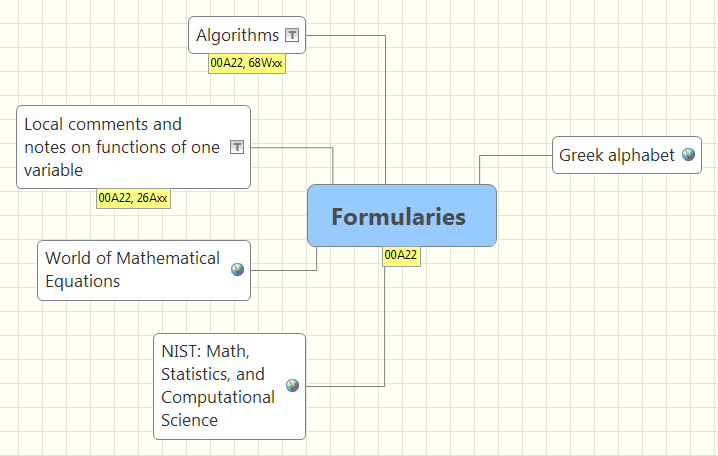 Algorithms T
00A22, 68Wxx
Local comments and
notes on functions of one
variable T
00A22, 26Axx
Greek alphabet
Formularies
00A22
World of Mathematical
Equations
NIST: Math,
Statistics, and
Computational
Science